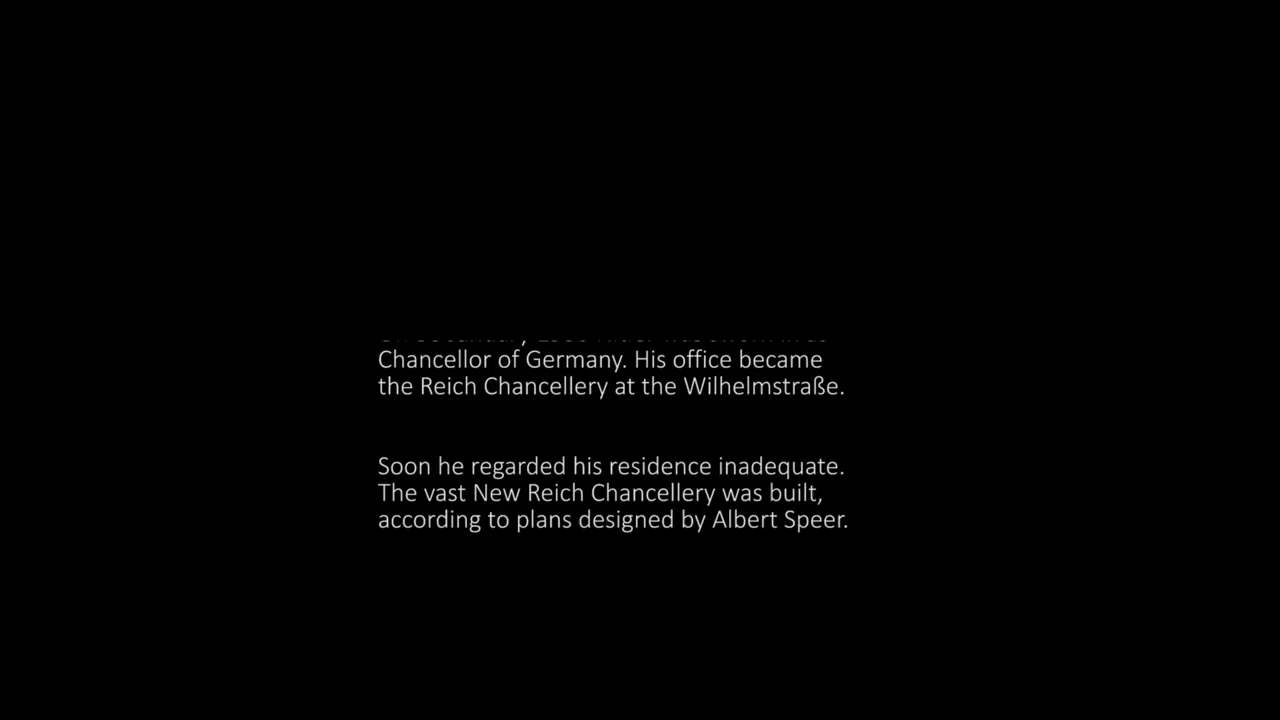 Chancellor of Germany. His office became
the Reich Chancellery at the Wilhelmstraße.
Soon he regarded his residence inadequate.
The vast New Reich Chancellery was built,
according to plans designed by Albert Speer.